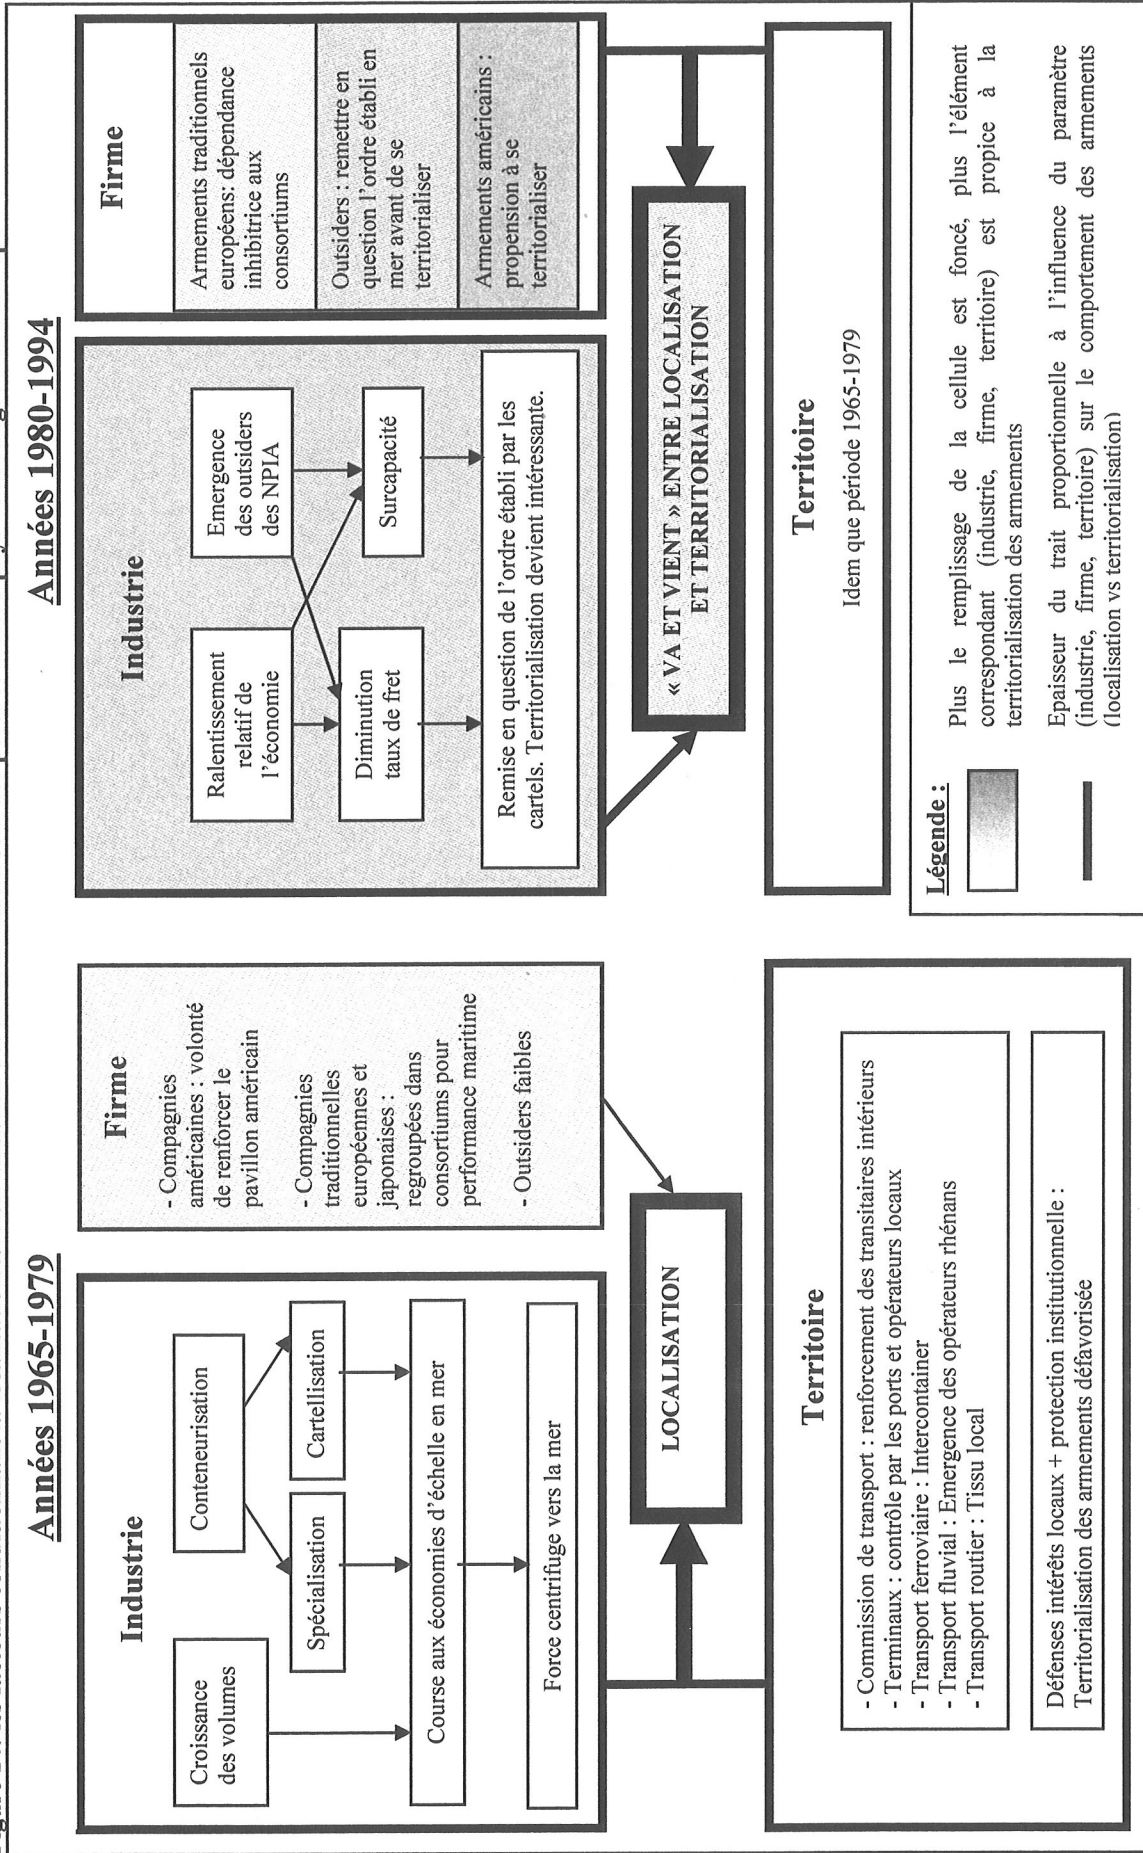 Années 1965-1979
Industrie
Croissance
des volumes
Conteneurisation
Spécialisation
Cartellisation
Course aux économies d'échelle en mer
Force centrifuge vers la mer
Firme
- Compagnies
américaines : volonté
de renforcer le
pavillon américain
- Compagnies
traditionnelles
européennes et
japonaises :
regroupées dans
consortiums pour
performance maritime
- Outsiders faibles
LOCALISATION
Territoire
- Commission de transport : renforcement des transitaires intérieurs
- Terminaux : contrôle par les ports et opérateurs locaux
- Transport ferroviaire : Intercontainer
- Transport fluvial : Emergence des opérateurs rhénans
- Transport routier : Tissu local
Défenses intérêts locaux + protection institutionnelle :
Territorialisation des armements défavorisée
Années 1980-1994
Industrie
Ralentissement
relatif de
l'économie
Emergence
des outsiders
des NPIA
Diminution
taux de fret
Surcapacité
Remise en question de l'ordre établi par les
cartels. Territorialisation devient intéressante.
Firme
Armements traditionnels
européens: dépendance
inhibitrice aux
consortiums
Outsiders : remettre en
question l'ordre établi en
mer avant de se
territorialiser
Armements américains :
propension à se
territorialiser
« VA ET VIENT » ENTRE LOCALISATION
ET TERRITORIALISATION
Territoire
Idem que période 1965-1979
Légende :
Plus le remplissage de la cellule est foncé, plus l'élément
correspondant (industrie, firme, territoire) est propice à la
territorialisation des armements
Epaisseur du trait proportionnelle à l'influence du paramètre
(industrie, firme, territoire) sur le comportement des armements
(localisation vs territorialisation)